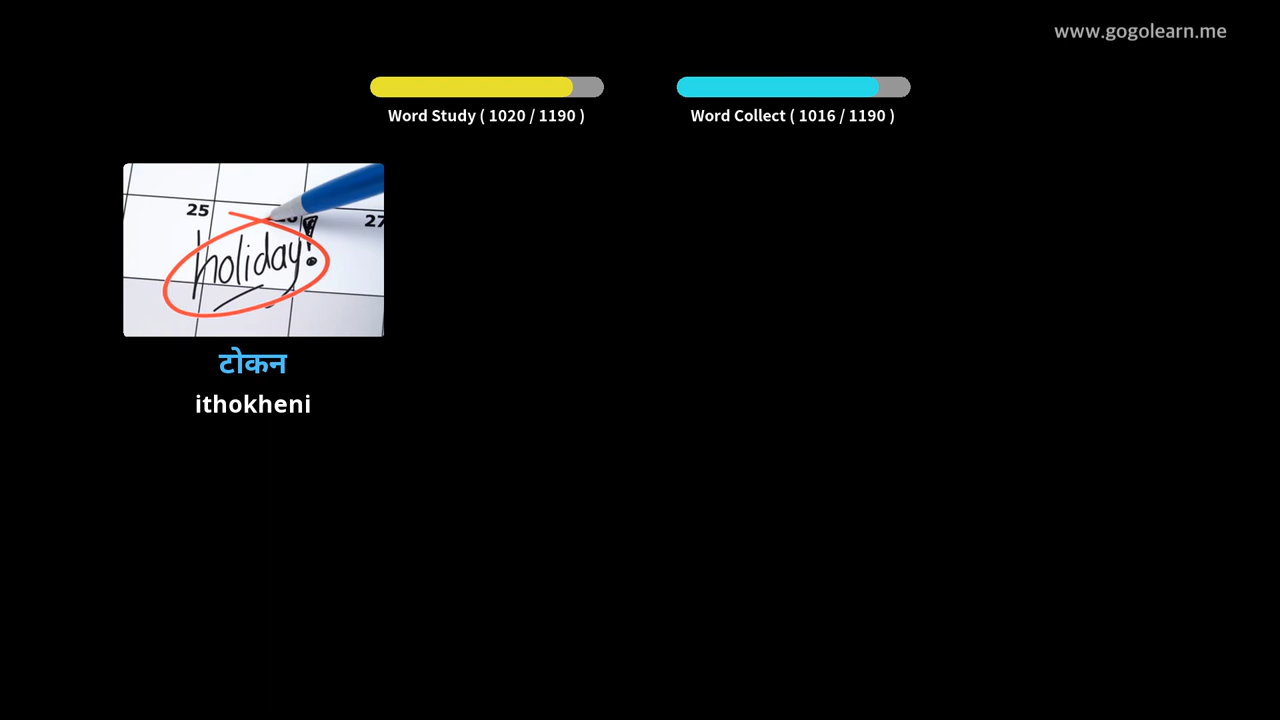 www.gogolearn.me
Word Study ( 1020 / 1190 )
Word Collect ( 1016 / 1190 )
25
27
holiday!
टोकन
ithokheni